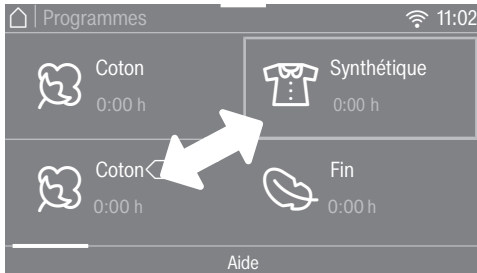 Programmes 11:02
Coton
0:00 h
Synthétique
0:00 h
Coton
0:00 h
Fin
0:00 h
Aide